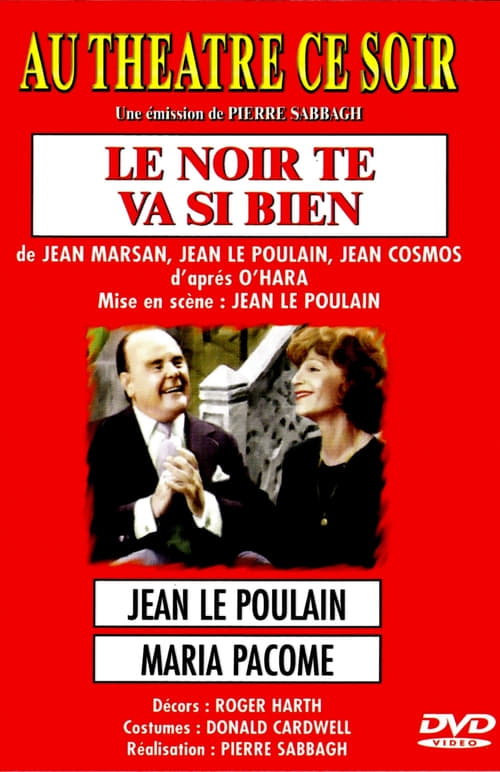 AU THEATRE CE SOIR
Une émission de PIERRE SABBAGH
LE NOIR TE
VA SI BIEN
de JEAN MARSAN, JEAN LE POULAIN, JEAN COSMOS
d'aprés O'HARA
Mise en scène : JEAN LE POULAIN
JEAN LE POULAIN
MARIA PACOME
Décors : ROGER HARTH
Costumes : DONALD CARDWELL
Réalisation : PIERRE SABBAGH
DVD
VIDEO